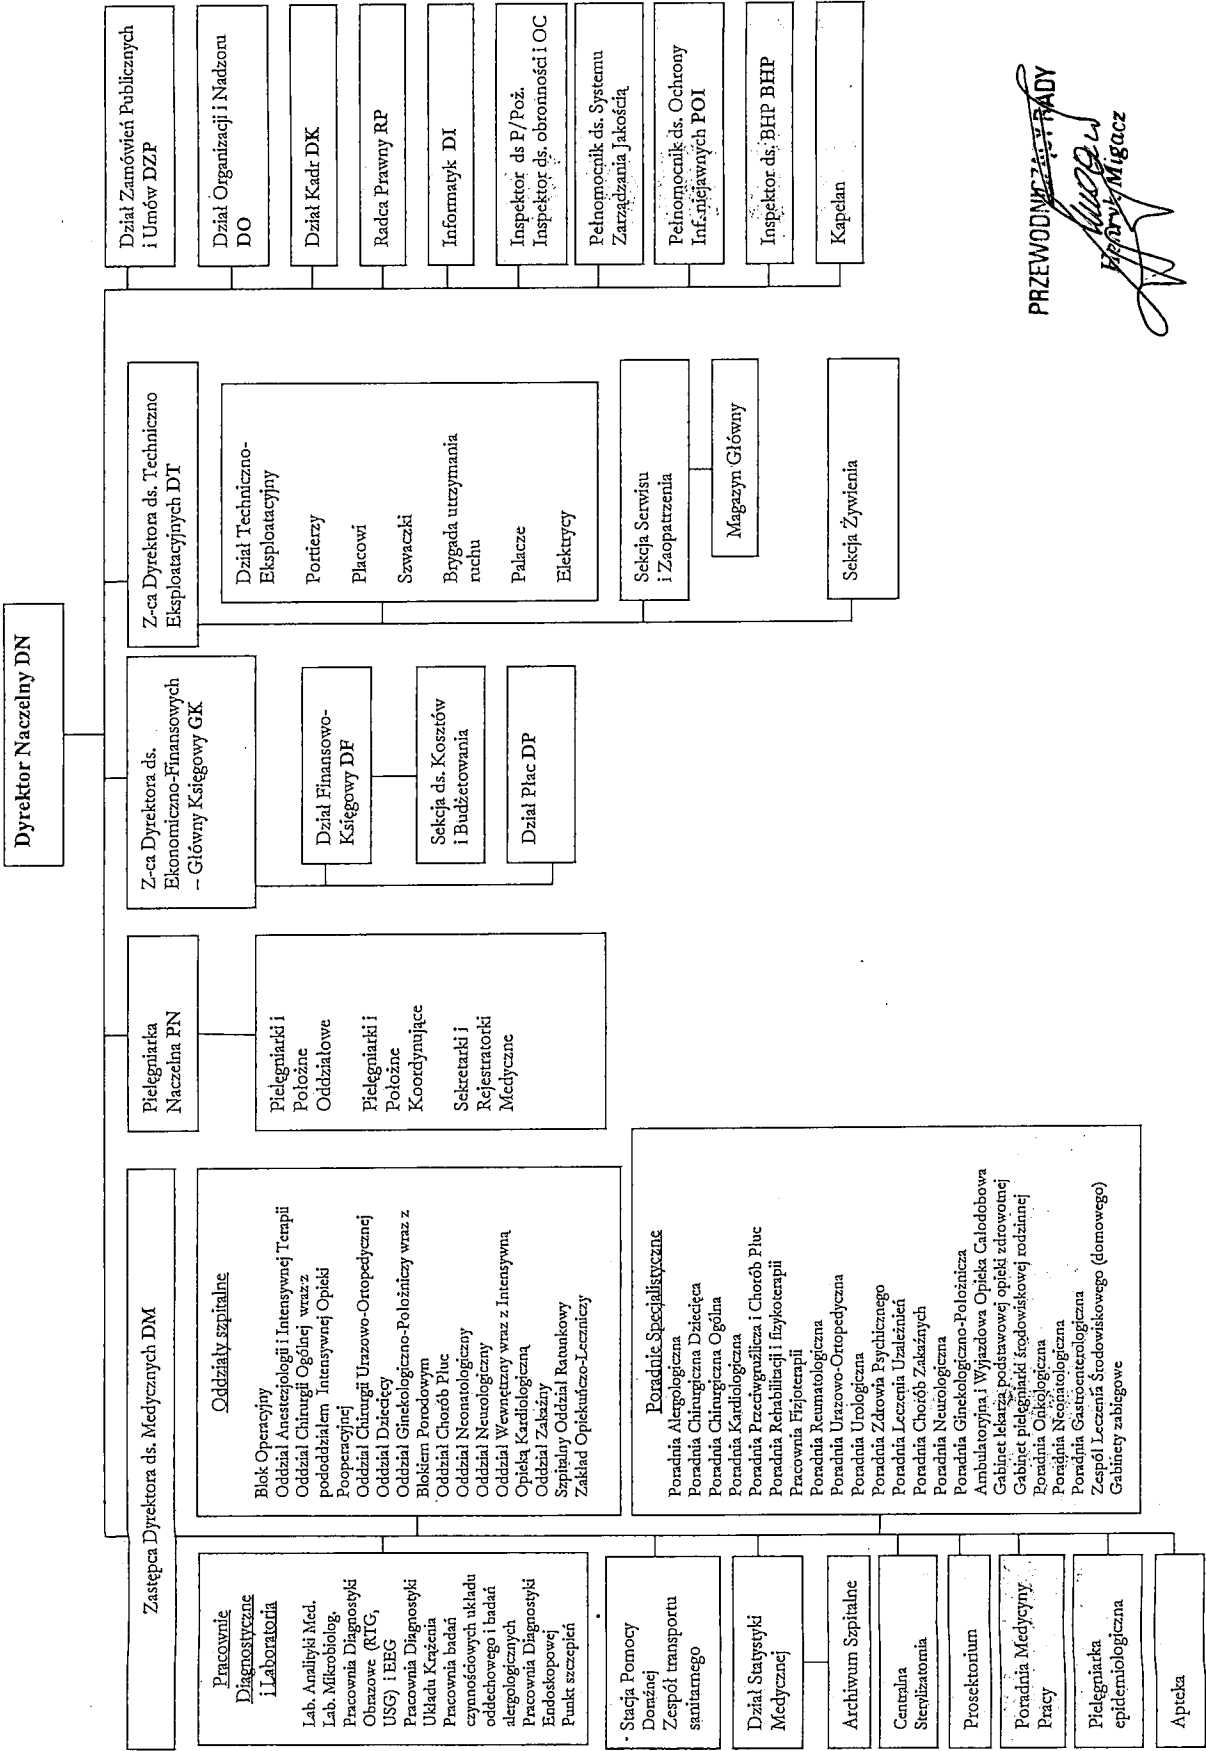 Dyrektor Naczelny DN
Zastępca Dyrektora ds. Medycznych DM
Pracownie
Diagnostyczne
i Laboratoria
Lab. Analityki Med.
Lab. Mikrobiolog.
Pracownia Diagnostyki
Obrazowe (RTG,
USG) i EEG
Pracownia Diagnostyki
Układu Krążenia
Pracownia badań
czynnościowych układu
oddechowego i badań
alergologicznych
Pracownia Diagnostyki
Endoskopowej
Punkt szczepień
Stacja Pomocy
Doraźnej
Zespół transportu
sanitarnego
Dział Statystyki
Medycznej
Archiwum Szpitalne
Centralna
Sterylizatornia
Prosektorium
Poradnia Medycyny
Pracy
Pielęgniarka
epidemiologiczna
Apteka
Oddziały szpitalne
Blok Operacyjny
Oddział Anestezjologii i Intensywnej Terapii
Oddział Chirurgii Ogólnej wraz z
pododdziałem Intensywnej Opieki
Pooperacyjnej
Oddział Chirurgii Urazowo-Ortopedycznej
Oddział Dziecięcy
Oddział Ginekologiczno-Położniczy wraz z
Blokiem Porodowym
Oddział Chorób Płuc
Oddział Neonatologiczny
Oddział Neurologiczny
Oddział Wewnętrzny wraz z Intensywną
Opieką Kardiologiczną
Oddział Zakaźny
Szpitalny Oddział Ratunkowy
Zakład Opiekuńczo-Leczniczy
Poradnie Specjalistyczne
Poradnia Alergologiczna
Poradnia Chirurgiczna Dziecięca
Poradnia Chirurgiczna Ogólna
Poradnia Kardiologiczna
Poradnia Przeciwgruźlicza i Chorób Płuc
Poradnia Rehabilitacji i fizykoterapii
Pracownia Fizjoterapii
Poradnia Reumatologiczna
Poradnia Urazowo-Ortopedyczna
Poradnia Urologiczna
Poradnia Zdrowia Psychicznego
Poradnia Leczenia Uzależnień
Poradnia Chorób Zakaźnych
Poradnia Neurologiczna
Poradnia Ginekologiczno-Położnicza
Ambulatoryjna i Wyjazdowa Opieka Całodobowa
Gabinet lekarza podstawowej opieki zdrowotnej
Gabinet pielęgniarki środowiskowej rodzinnej
Poradnia Onkologiczna
Poradnia Neonatologiczna
Poradnia Gastroenterologiczna
Zespół Leczenia Środowiskowego (domowego)
Gabinety zabiegowe
Pielęgniarka
Naczelna PN
Pielęgniarki i
Położne
Oddziałowe
Pielęgniarki i
Położne
Koordynujące
Sekretarki i
Rejestratorki
Medyczne
Z-ca Dyrektora ds.
Ekonomiczno-Finansowych
– Główny Księgowy GK
Dział Finansowo-
Księgowy DF
Sekcja ds. Kosztów
i Budżetowania
Dział Płac DP
Z-ca Dyrektora ds. Techniczno
Eksploatacyjnych DT
Dział Techniczno-
Eksploatacyjny
Portierzy
Placowi
Szwaczki
Brygada utrzymania
ruchu
Palacze
Elektrycy
Sekcja Serwisu
i Zaopatrzenia
Magazyn Główny
Sekcja Żywienia
Dział Zamówień Publicznych
i Umów DZP
Dział Organizacji i Nadzoru
DO
Dział Kadr DK
Radca Prawny RP
Informatyk DI
Inspektor ds P/Poż.
Inspektor ds. obronności i OC
Pełnomocnik ds. Systemu
Zarządzania Jakością
Pełnomocnik ds. Ochrony
Inf. niejawnych POI
Inspektor ds. BHP BHP
Kapelan
PRZEWODNICZĄCY RADY
Migacz